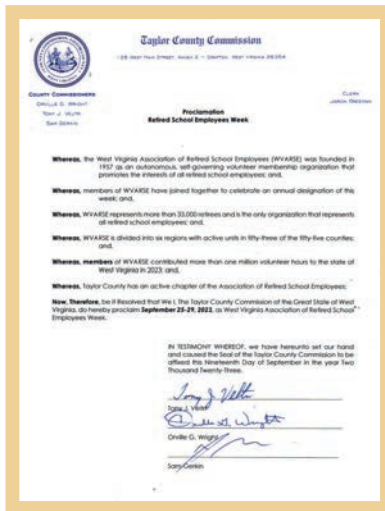 Taylor County Commission
COUNTY COMMISSIONERS
ORVILLE G. WRIGHT
TONY J. VELTRI
SAM GERKIN
CLERK
Proclamation
Retired School Employees Week
Whereas, the West Virginia Association of Retired School Employees (WVARSE) was founded in
1957 as an autonomous, self-governing volunteer membership organization that
promotes the interests of all retired school employees; and,
Whereas, members of WVARSE have joined together to celebrate an annual designation of this
week; and,
Whereas, WVARSE represents more than 33,000 retirees and is the only organization that represents
all retired school employees; and,
Whereas, WVARSE is divided into six regions with active units in fifty-three of the fifty-five counties;
and,
Whereas, members of WVARSE contributed more than one million volunteer hours to the state of
West Virginia in 2023; and,
Whereas, Taylor County has an active chapter of the Association of Retired School Employees;
Now, Therefore, be it Resolved that We I, The Taylor County Commission of the Great State of West
Virginia, do hereby proclaim September 25-29, 2023, as West Virginia Association of Retired School
Employees Week.
IN TESTIMONY WHEREOF, we have hereunto set our hand
and caused the Seal of the Taylor County Commission to be
affixed this Nineteenth Day of September in the year Two
Thousand Twenty-Three.
Tony J. Veltri
Tony J. Veltri
Orville G. Wright
Orville G. Wright
Sam Gerkin